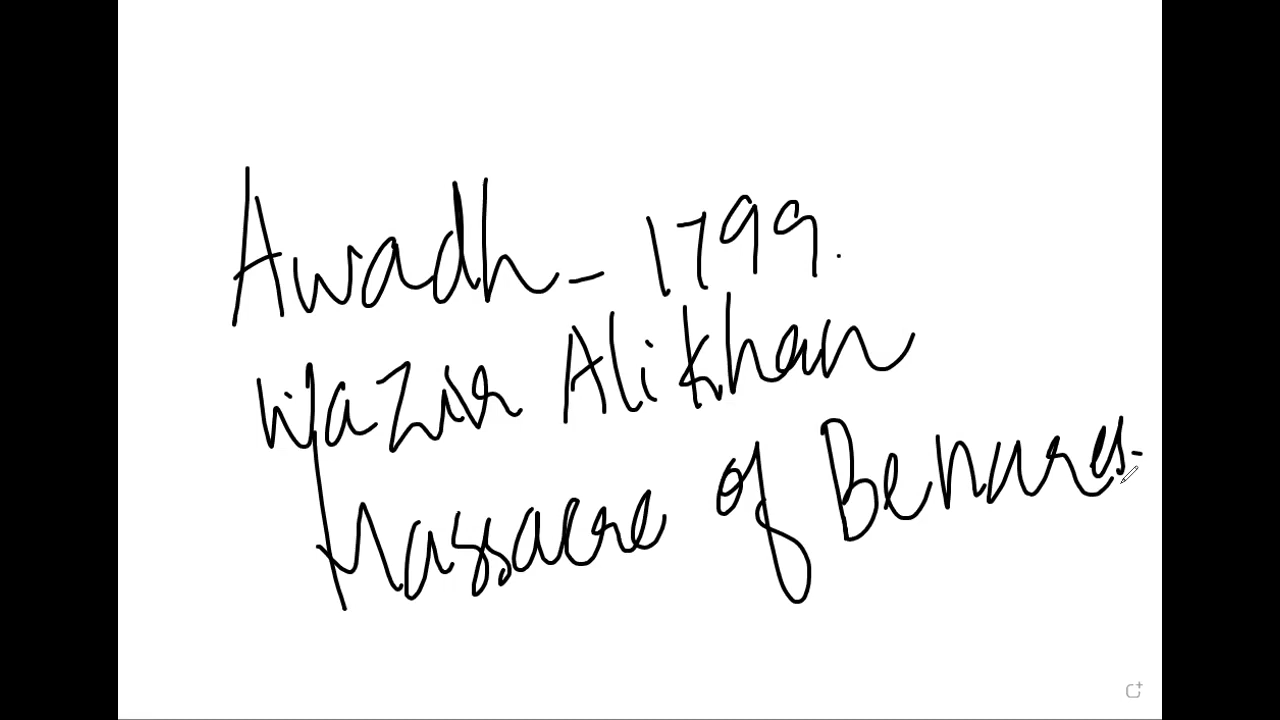 Awadh - 1799.
Wazir Ali Khan
Massacre of Benares.